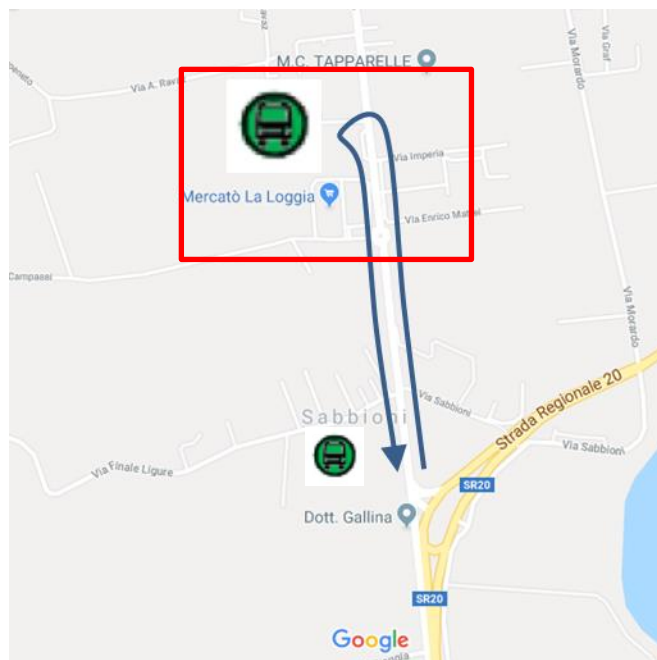 M.C. TAPPARELLE
Via A. Rava
Via Morardo
Via Graf
Via Imperia
Mercatò La Loggia
Via Enrico Mattei
Campassi
Via Morardo
Strada Regionale 20
Via Sabbioni
Sabbioni
Via Sabbioni
Via Finale Ligure
SR20
Dott. Gallina
SR20
Google